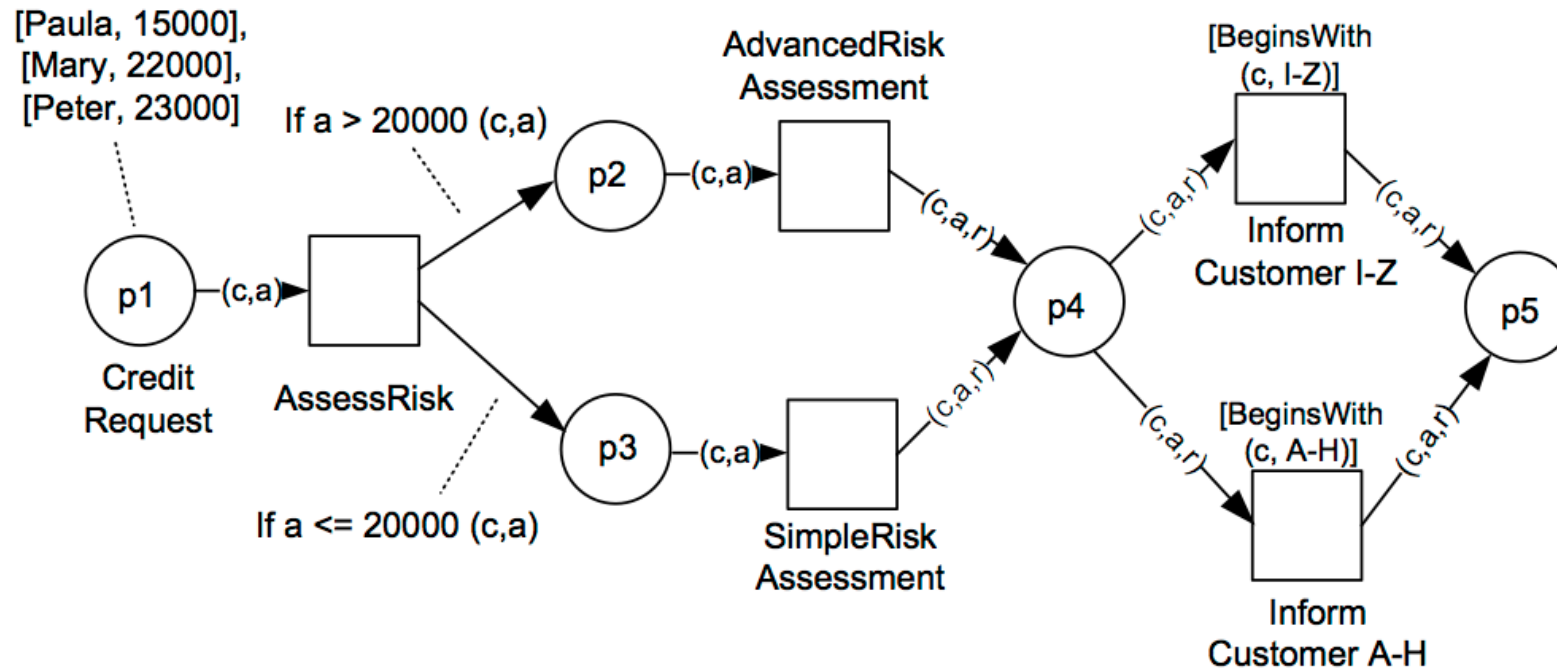 [Paula, 15000],
[Mary, 22000],
[Peter, 23000]
If a > 20000 (c,a)
p1
(c,a)
Credit
Request
AssessRisk
If a <= 20000 (c,a)
p2
(c,a)
AdvancedRisk
Assessment
(c,a,r)
p3
(c,a)
SimpleRisk
Assessment
(c,a,r)
p4
(c,a,r)
[BeginsWith
(c, I-Z)]
Inform
Customer I-Z
(c,a,r)
(c,a,r)
[BeginsWith
(c, A-H)]
Inform
Customer A-H
(c,a,r)
p5